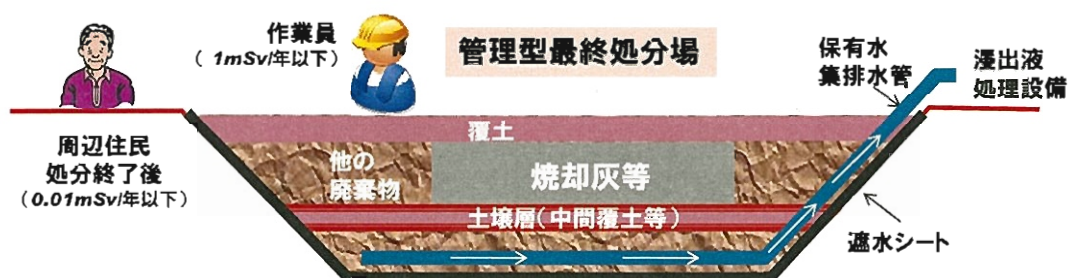 作業員
（ 1mSv/年以下）
管理型最終処分場
保有水
集排水管
浸出液
処理設備
周辺住民
処分終了後
（0.01mSv/年以下）
覆土
他の
廃棄物
焼却灰等
土壌層（中間覆土等）
遮水シート